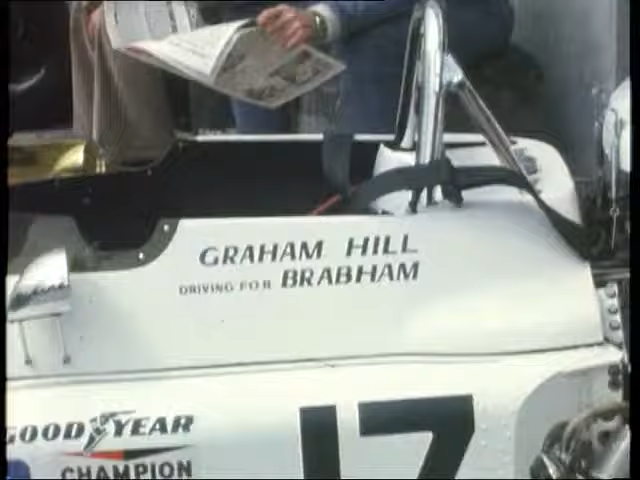 GRAHAM HILL
DRIVING FOR BRABHAM
GOODYEAR
CHAMPION
17